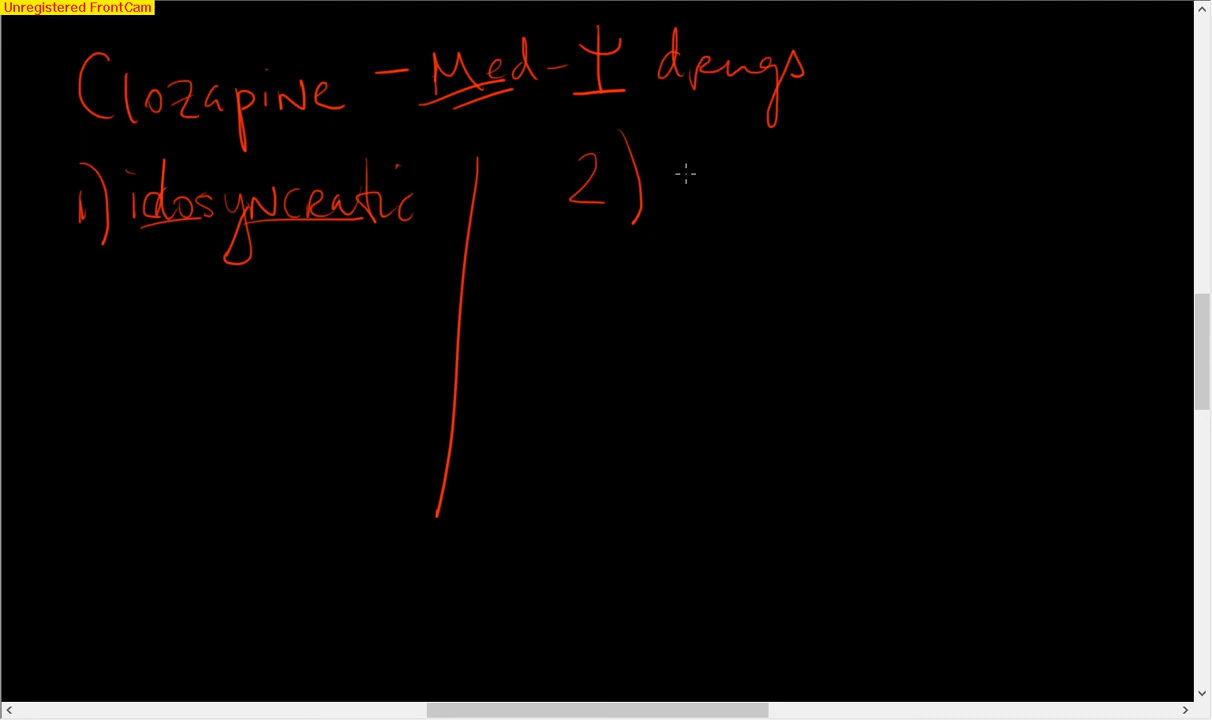 Unregistered FrontCam
Clozapine - Med - Ψ drugs
1) idosyncratic
2)